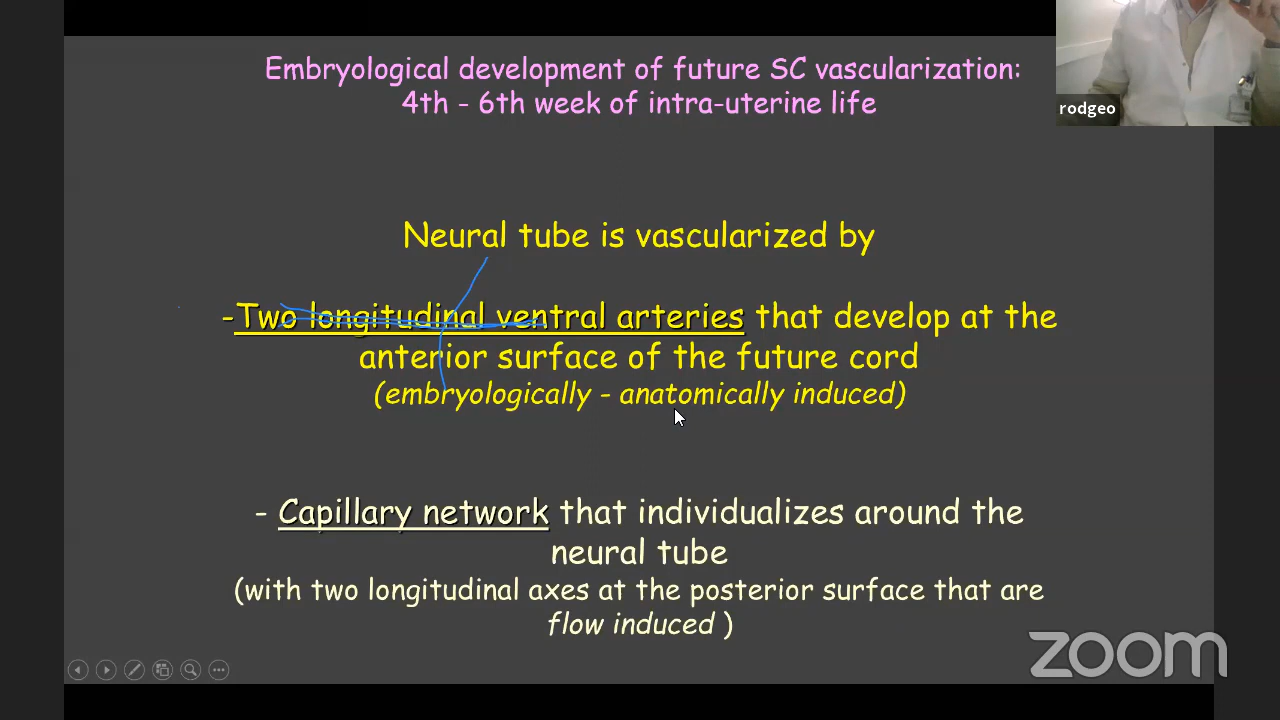 Embryological development of future SC vascularization:
4th - 6th week of intra-uterine life
rodgeo
Neural tube is vascularized by
-Two longitudinal ventral arteries that develop at the
anterior surface of the future cord
(embryologically - anatomically induced)
- Capillary network that individualizes around the
neural tube
(with two longitudinal axes at the posterior surface that are
flow induced )
zoom